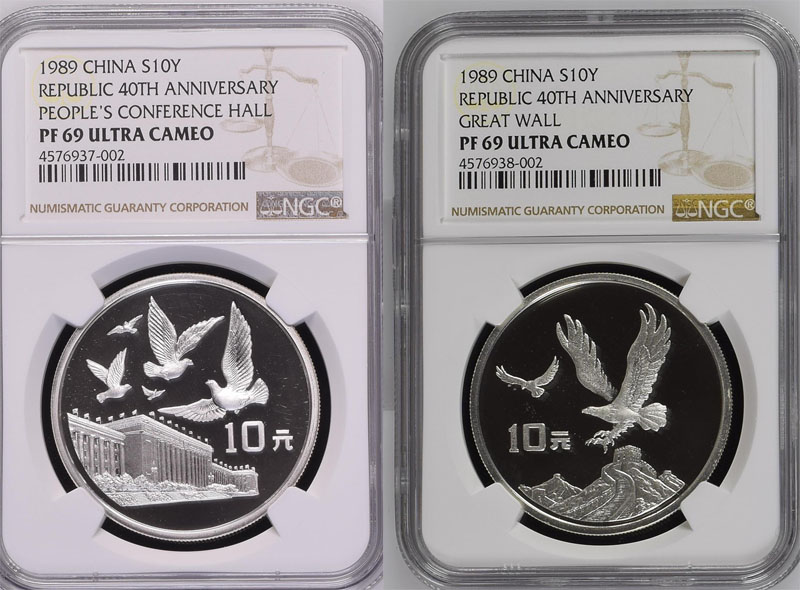 1989 CHINA S10Y
REPUBLIC 40TH ANNIVERSARY
PEOPLE'S CONFERENCE HALL
PF 69 ULTRA CAMEO
4576937-002
NUMISMATIC GUARANTY CORPORATION
NGC®
10元
1989 CHINA S10Y
REPUBLIC 40TH ANNIVERSARY
GREAT WALL
PF 69 ULTRA CAMEO
4576938-002
NUMISMATIC GUARANTY CORPORATION
NGC®
10元